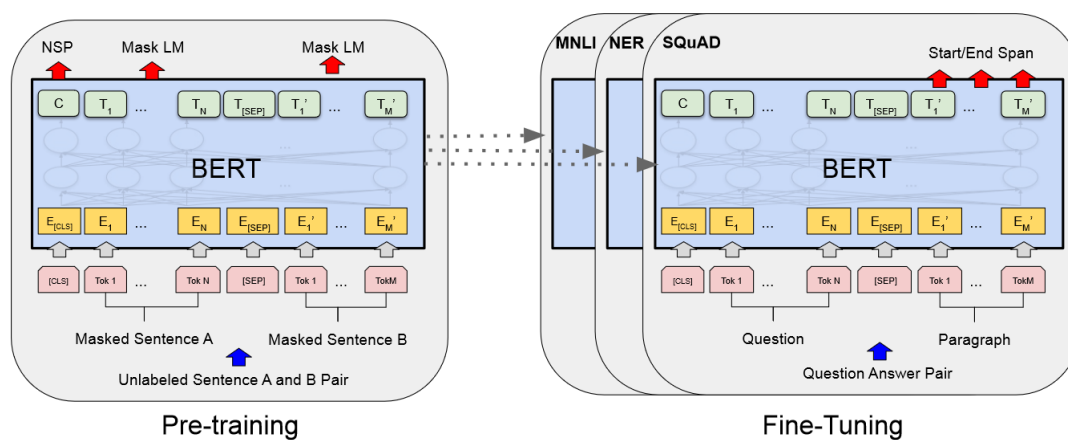 NSP Mask LM Mask LM
C T1 ... TN T[SEP] T1' ... TM'
... 
BERT
...
E[CLS] E1 ... EN E[SEP] E1' ... EM'
[CLS] Tok 1 ... Tok N [SEP] Tok 1 ... TokM
Masked Sentence A Masked Sentence B
Unlabeled Sentence A and B Pair
Pre-training
MNLI NER SQuAD
Start/End Span
C T1 ... TN T[SEP] T1' ... TM'
...
BERT
...
E[CLS] E1 ... EN E[SEP] E1' ... EM'
[CLS] Tok 1 ... Tok N [SEP] Tok 1 ... TokM
Question Paragraph
Question Answer Pair
Fine-Tuning